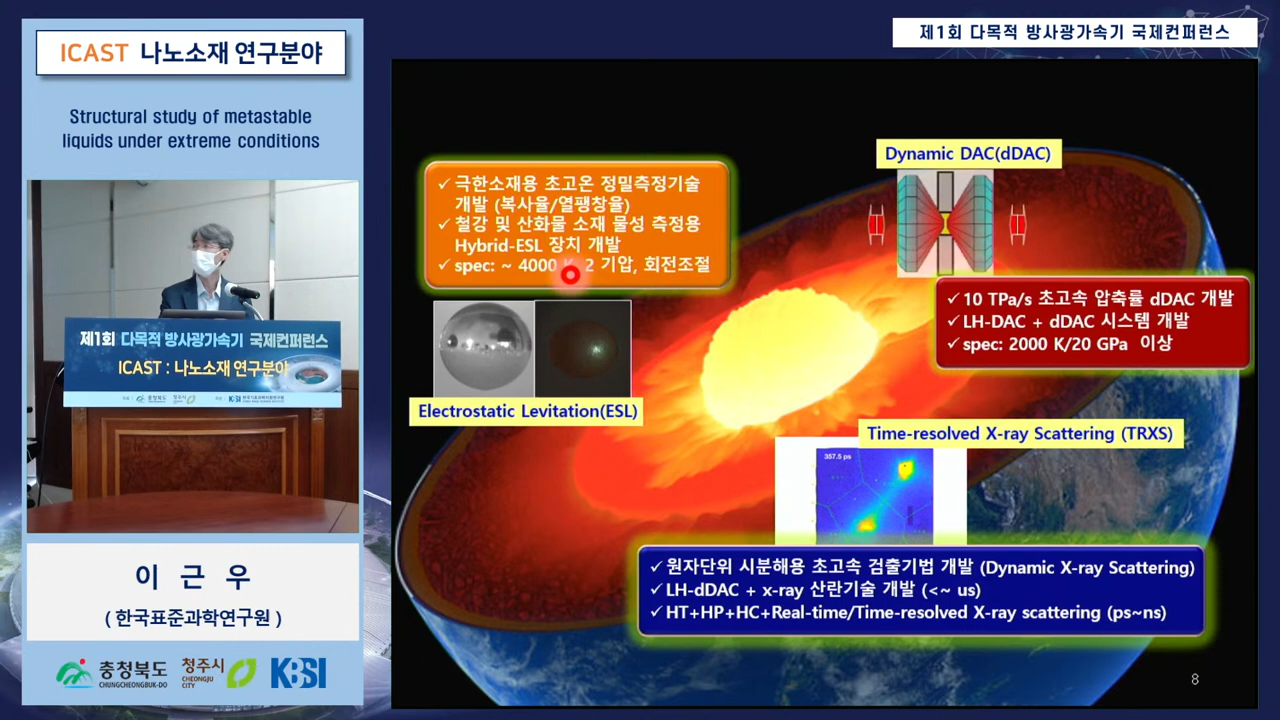 ICAST 나노소재 연구분야
Structural study of metastable
liquids under extreme conditions
제1회 다목적 방사광가속기 국제컨퍼런스
ICAST : 나노소재 연구분야
충청북도
청주시
KBSI
이 근 우
( 한국표준과학연구원 )
충청북도
CHUNGCHEONGBUK-DO
청주시
CHEONGJU
CITY
KBSI
제1회 다목적 방사광가속기 국제컨퍼런스
✓극한소재용 초고온 정밀측정기술
개발 (복사율/열팽창율)
✓철강 및 산화물 소재 물성 측정용
Hybrid-ESL 장치 개발
✓spec: ~ 4000 2 기압, 회전조절
Electrostatic Levitation(ESL)
Dynamic DAC(dDAC)
✓10 TPa/s 초고속 압축률 dDAC 개발
✓LH-DAC + dDAC 시스템 개발
✓spec: 2000 K/20 GPa 이상
Time-resolved X-ray Scattering (TRXS)
357.5 ps
✓원자단위 시분해용 초고속 검출기법 개발 (Dynamic X-ray Scattering)
✓LH-dDAC + x-ray 산란기술 개발 (<~ us)
✓HT+HP+HC+Real-time/Time-resolved X-ray scattering (ps~ns)
8